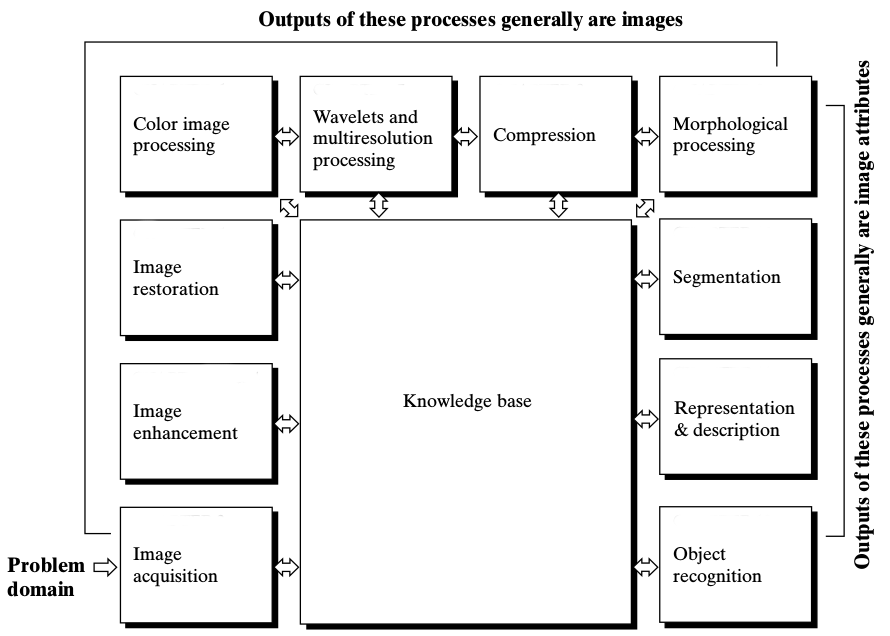 Outputs of these processes generally are images
Color image
processing
Wavelets and
multiresolution
processing
Compression
Morphological
processing
Image
restoration
Segmentation
Image
enhancement
Knowledge base
Representation
& description
Problem
domain
Image
acquisition
Object
recognition
Outputs of these processes generally are image attributes